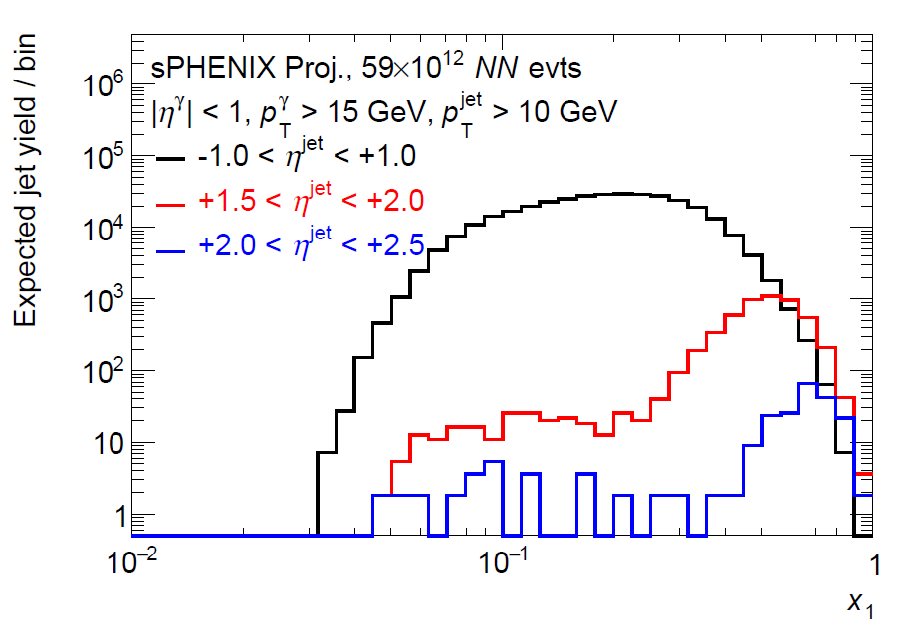 Expected jet yield / bin
sPHENIX Proj., 59×10¹² NN evts
|η^γ| < 1, p_T^γ > 15 GeV, p_T^jet > 10 GeV
-1.0 < η^jet < +1.0
+1.5 < η^jet < +2.0
+2.0 < η^jet < +2.5
10⁶
10⁵
10⁴
10³
10²
10
1
10⁻² 10⁻¹ 1
x₁